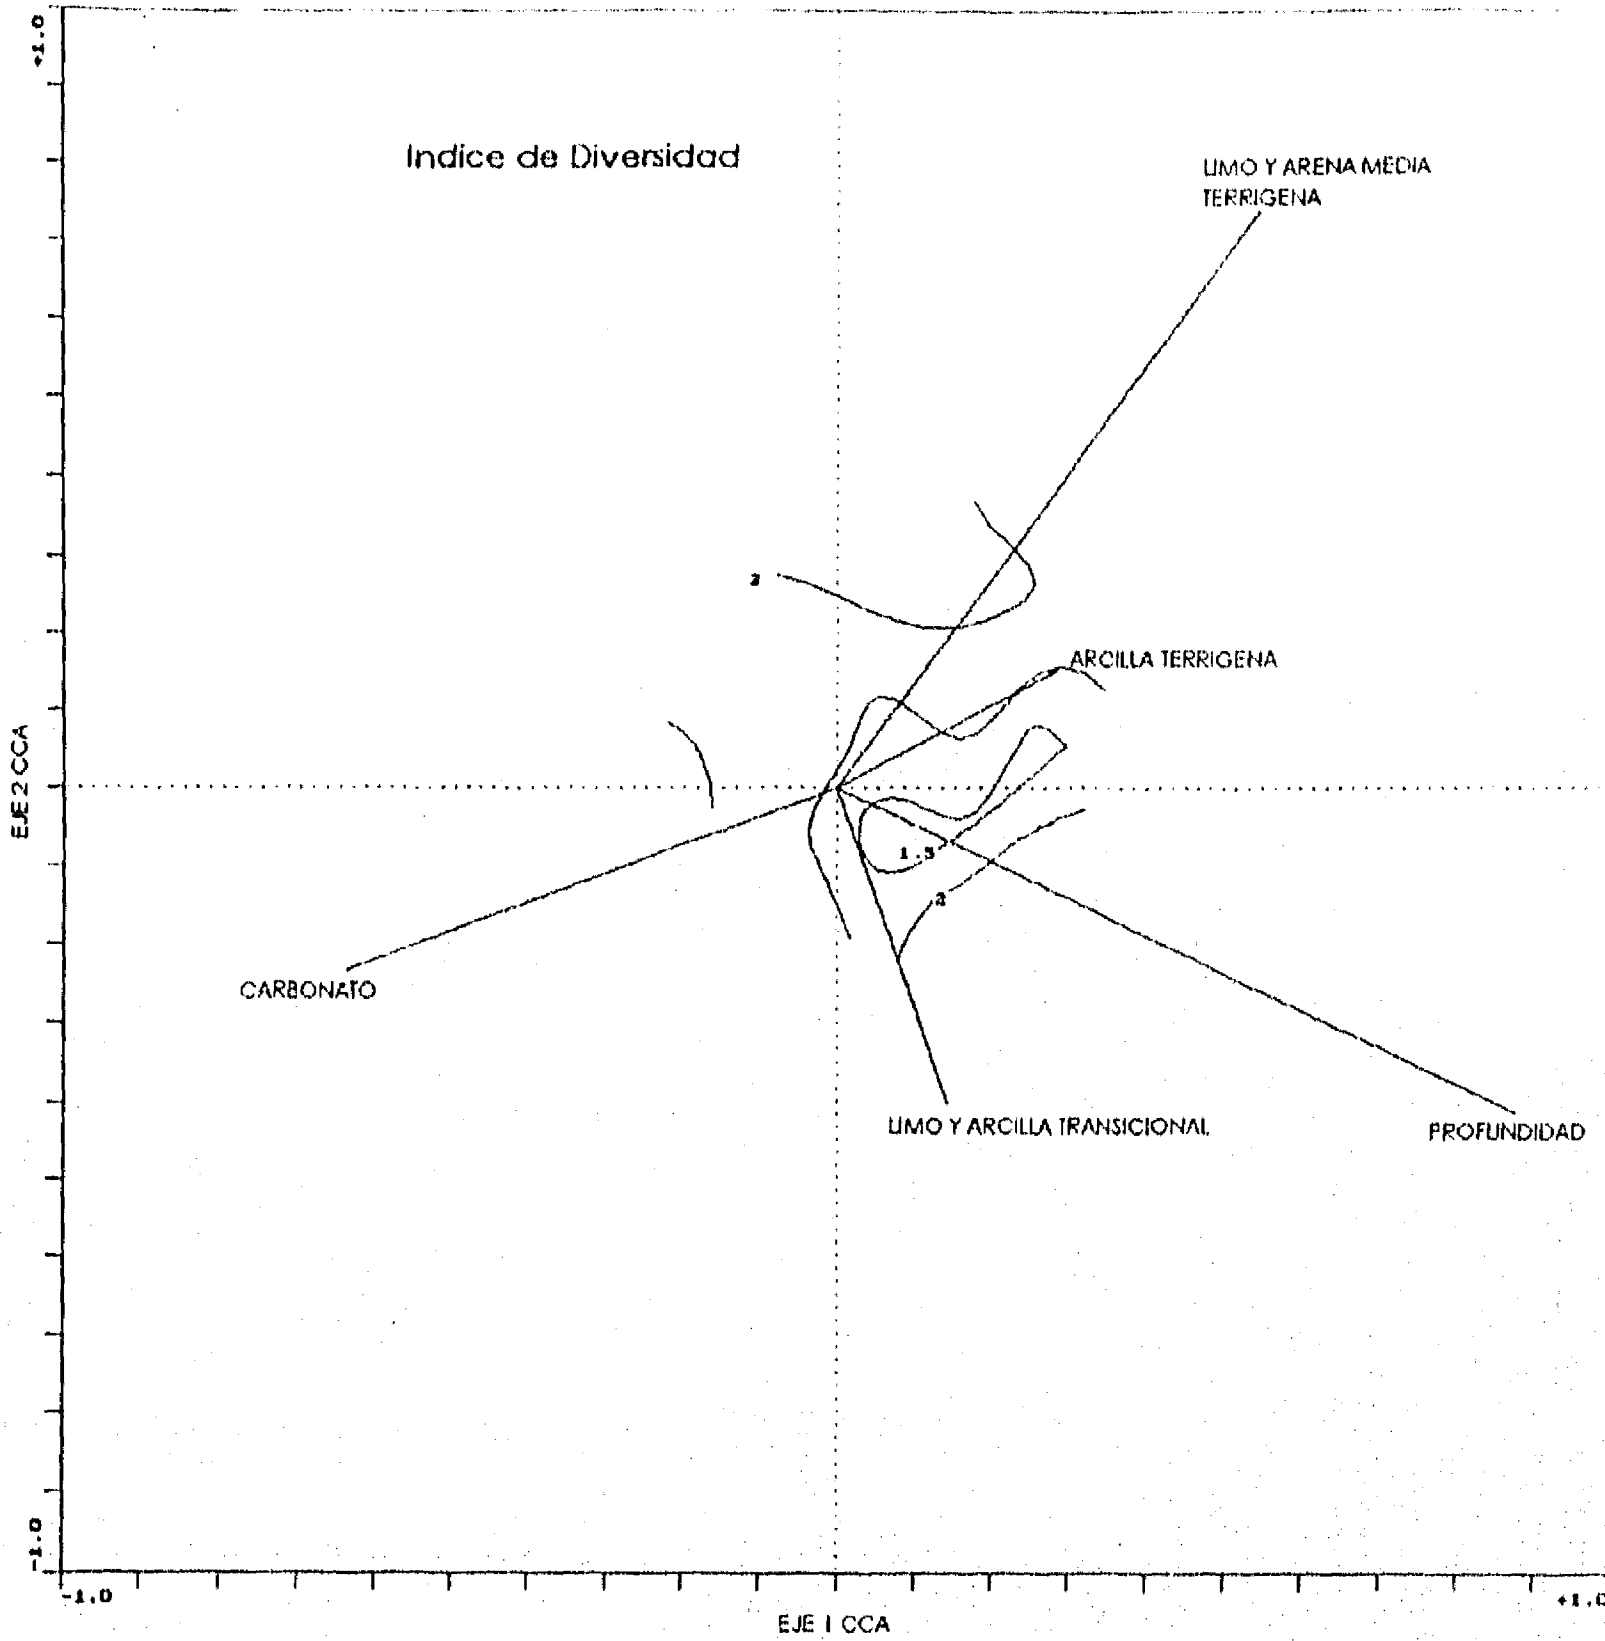 +1.0
Indice de Diversidad
LIMO Y ARENA MEDIA
TERRIGENA
2
ARCILLA TERRIGENA
EJE 2 CCA
1.5
2
CARBONATO
LIMO Y ARCILLA TRANSICIONAL
PROFUNDIDAD
-1.0
-1.0
+1.0
EJE 1 CCA